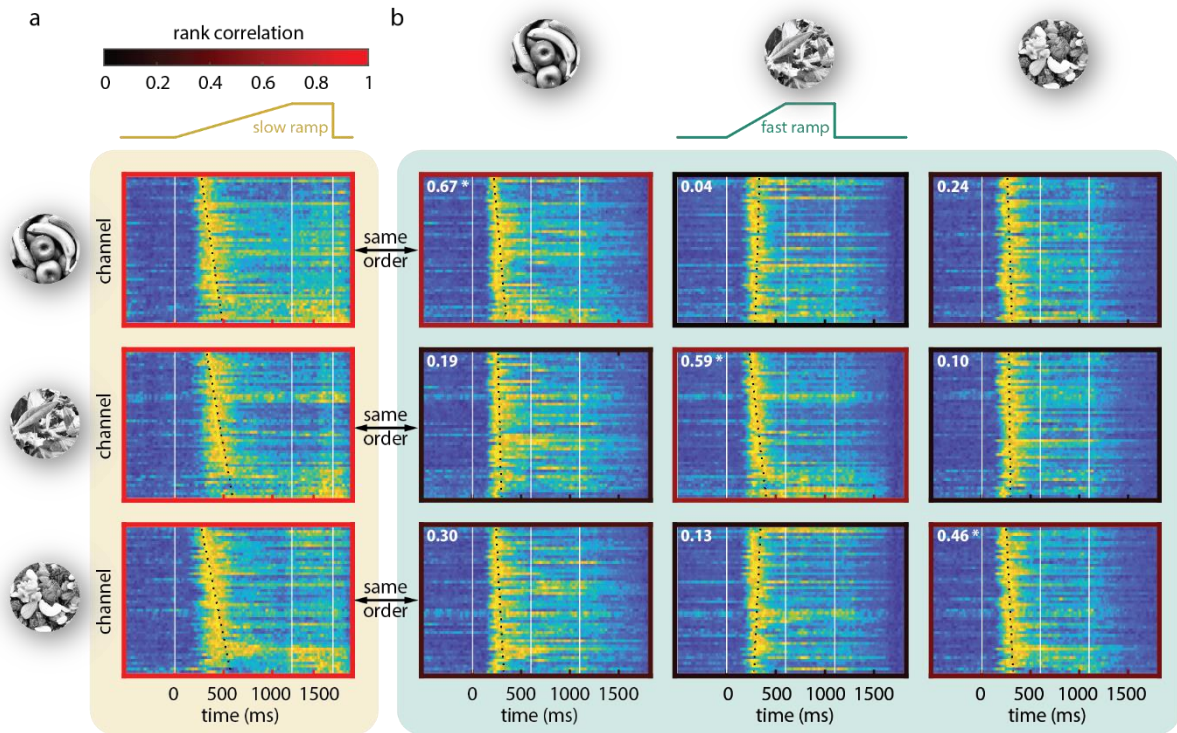 a
b
rank correlation
0 0.2 0.4 0.6 0.8 1
slow ramp
fast ramp
channel
0.67 *
0.04
0.24
same
order
channel
0.19
0.59 *
0.10
same
order
channel
0.30
0.13
0.46 *
same
order
0 500 1000 1500
0 500 1000 1500
0 500 1000 1500
0 500 1000 1500
time (ms)
time (ms)
time (ms)
time (ms)